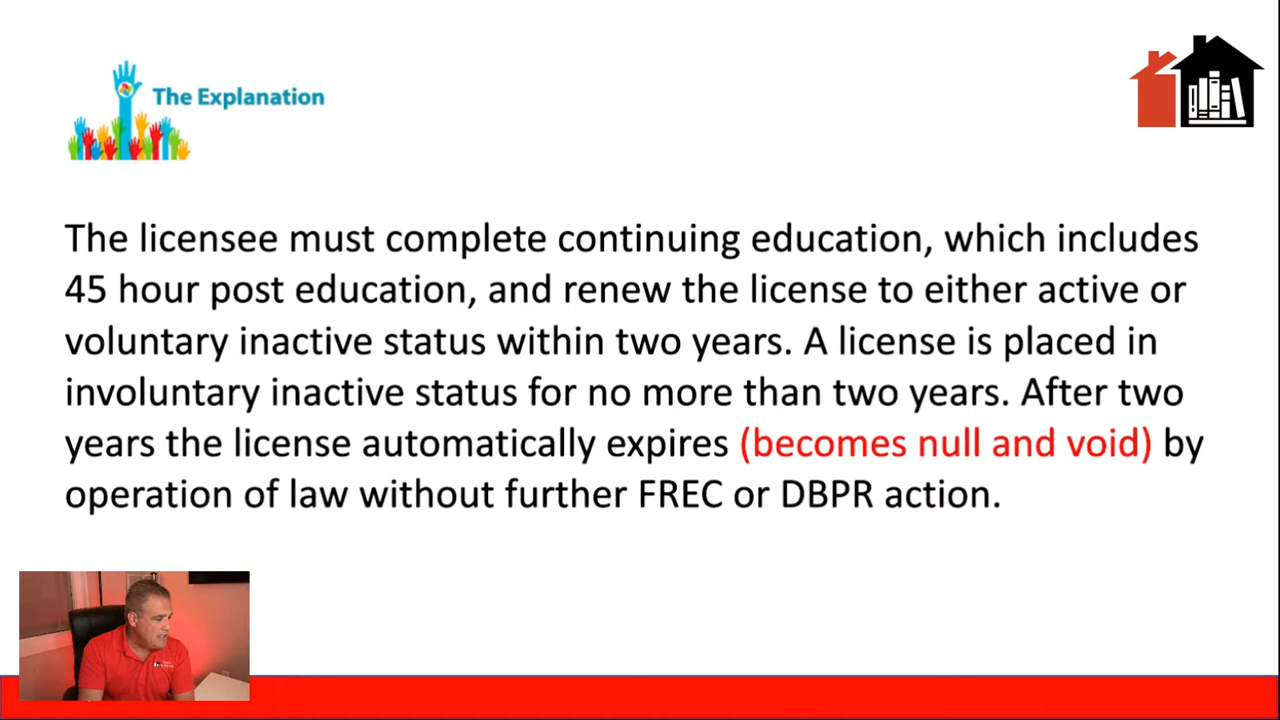 The Explanation
The licensee must complete continuing education, which includes
45 hour post education, and renew the license to either active or
voluntary inactive status within two years. A license is placed in
involuntary inactive status for no more than two years. After two
years the license automatically expires (becomes null and void) by
operation of law without further FREC or DBPR action.